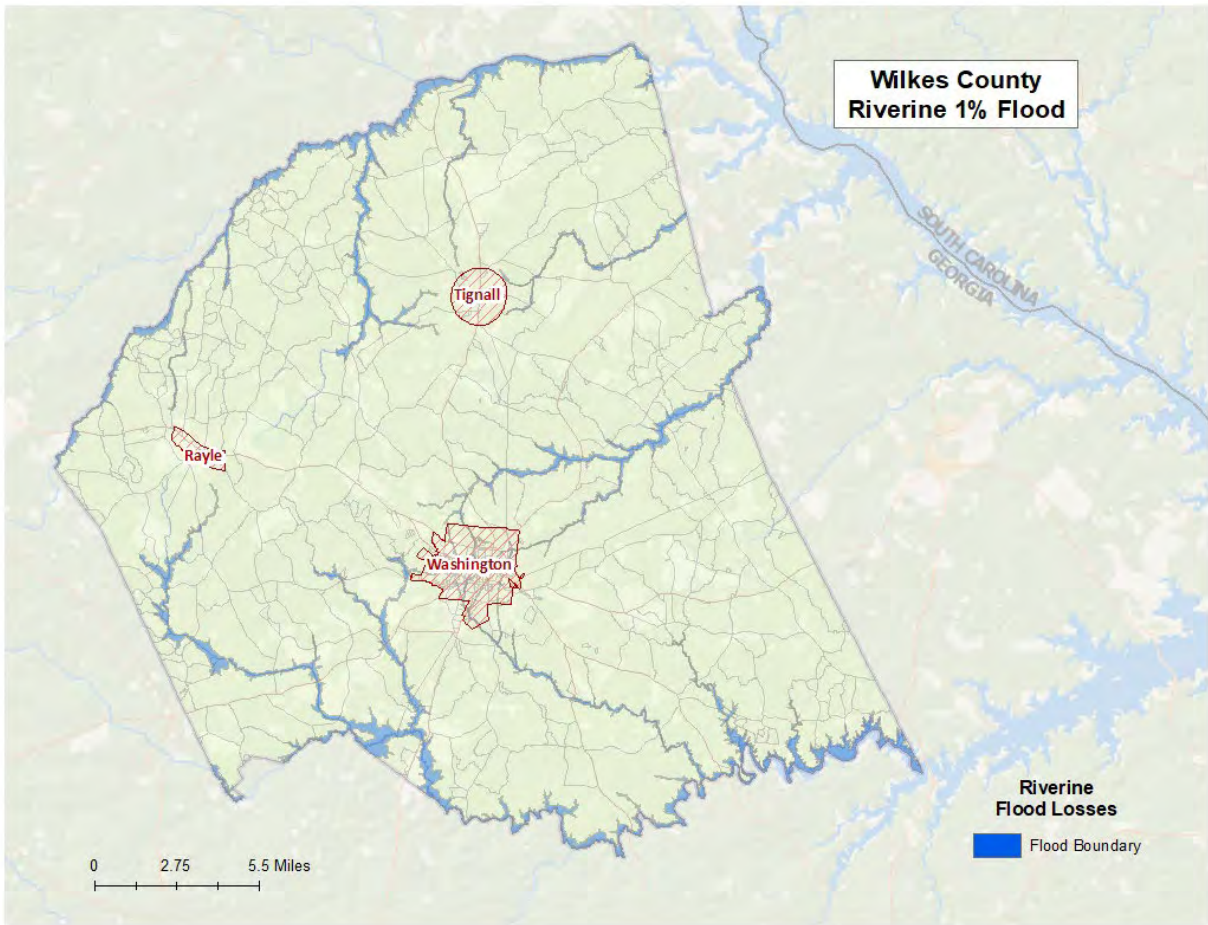 Wilkes County
Riverine 1% Flood
SOUTH CAROLINA
GEORGIA
Tignall
Rayle
Washington
Riverine
Flood Losses
Flood Boundary
0 2.75 5.5 Miles